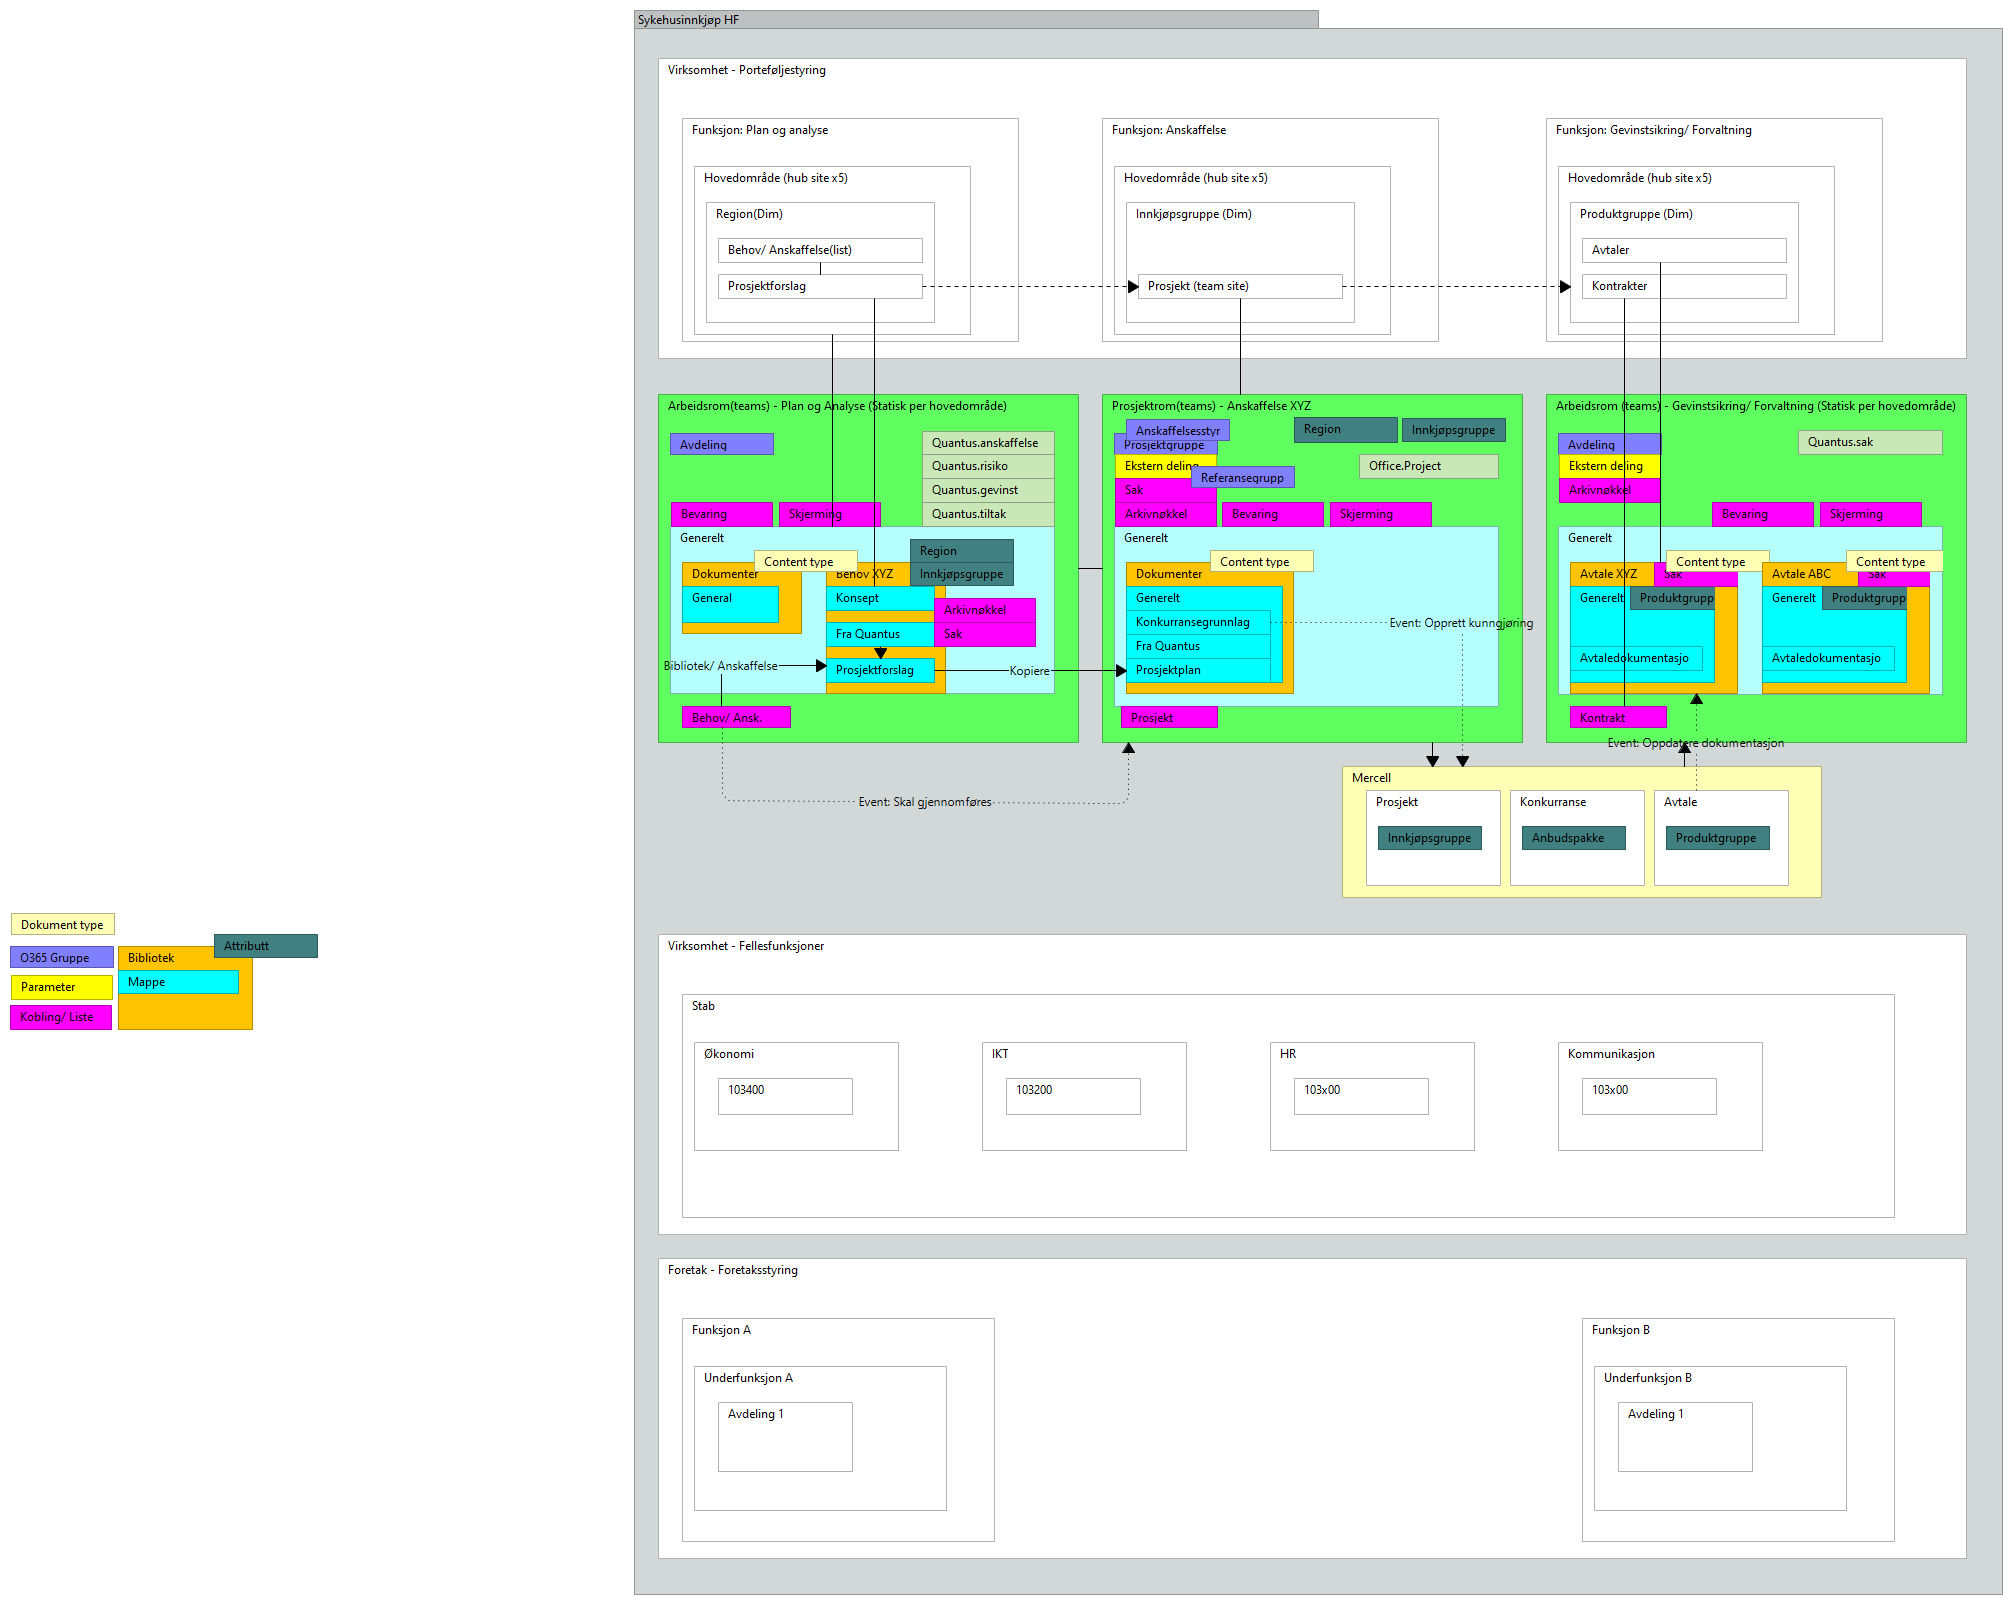 Sykehusinnkjøp HF
Virksomhet - Porteføljestyring
Funksjon: Plan og analyse
Hovedområde (hub site x5)
Region(Dim)
Behov/ Anskaffelse(list)
Prosjektforslag
Funksjon: Anskaffelse
Hovedområde (hub site x5)
Innkjøpsgruppe (Dim)
Prosjekt (team site)
Funksjon: Gevinstsikring/ Forvaltning
Hovedområde (hub site x5)
Produktgruppe (Dim)
Avtaler
Kontrakter
Arbeidsrom(teams) - Plan og Analyse (Statisk per hovedområde)
Avdeling
Quantus.anskaffelse
Quantus.risiko
Quantus.gevinst
Quantus.tiltak
Bevaring
Skjerming
Generelt
Content type
Region
Innkjøpsgruppe
Dokumenter
General
Behov XYZ
Konsept
Arkivnøkkel
Sak
Fra Quantus
Bibliotek/ Anskaffelse
Prosjektforslag
Kopiere
Behov/ Ansk.
Event: Skal gjennomføres
Prosjektrom(teams) - Anskaffelse XYZ
Anskaffelsesstyr
Prosjektgruppe
Region
Innkjøpsgruppe
Ekstern deling
Referansegrupp
Office.Project
Sak
Arkivnøkkel
Bevaring
Skjerming
Generelt
Content type
Dokumenter
Generelt
Konkurransegrunnlag
Event: Opprett kunngjøring
Fra Quantus
Prosjektplan
Prosjekt
Arbeidsrom (teams) - Gevinstsikring/ Forvaltning (Statisk per hovedområde)
Avdeling
Quantus.sak
Ekstern deling
Arkivnøkkel
Bevaring
Skjerming
Generelt
Content type
Content type
Avtale XYZ
Sak
Generelt
Produktgrupp
Avtaledokumentasjo
Avtale ABC
Sak
Generelt
Produktgrupp
Avtaledokumentasjo
Kontrakt
Event: Oppdatere dokumentasjon
Mercell
Prosjekt
Innkjøpsgruppe
Konkurranse
Anbudspakke
Avtale
Produktgruppe
Dokument type
O365 Gruppe
Parameter
Kobling/ Liste
Bibliotek
Attributt
Mappe
Virksomhet - Fellesfunksjoner
Stab
Økonomi
103400
IKT
103200
HR
103x00
Kommunikasjon
103x00
Foretak - Foretaksstyring
Funksjon A
Underfunksjon A
Avdeling 1
Funksjon B
Underfunksjon B
Avdeling 1